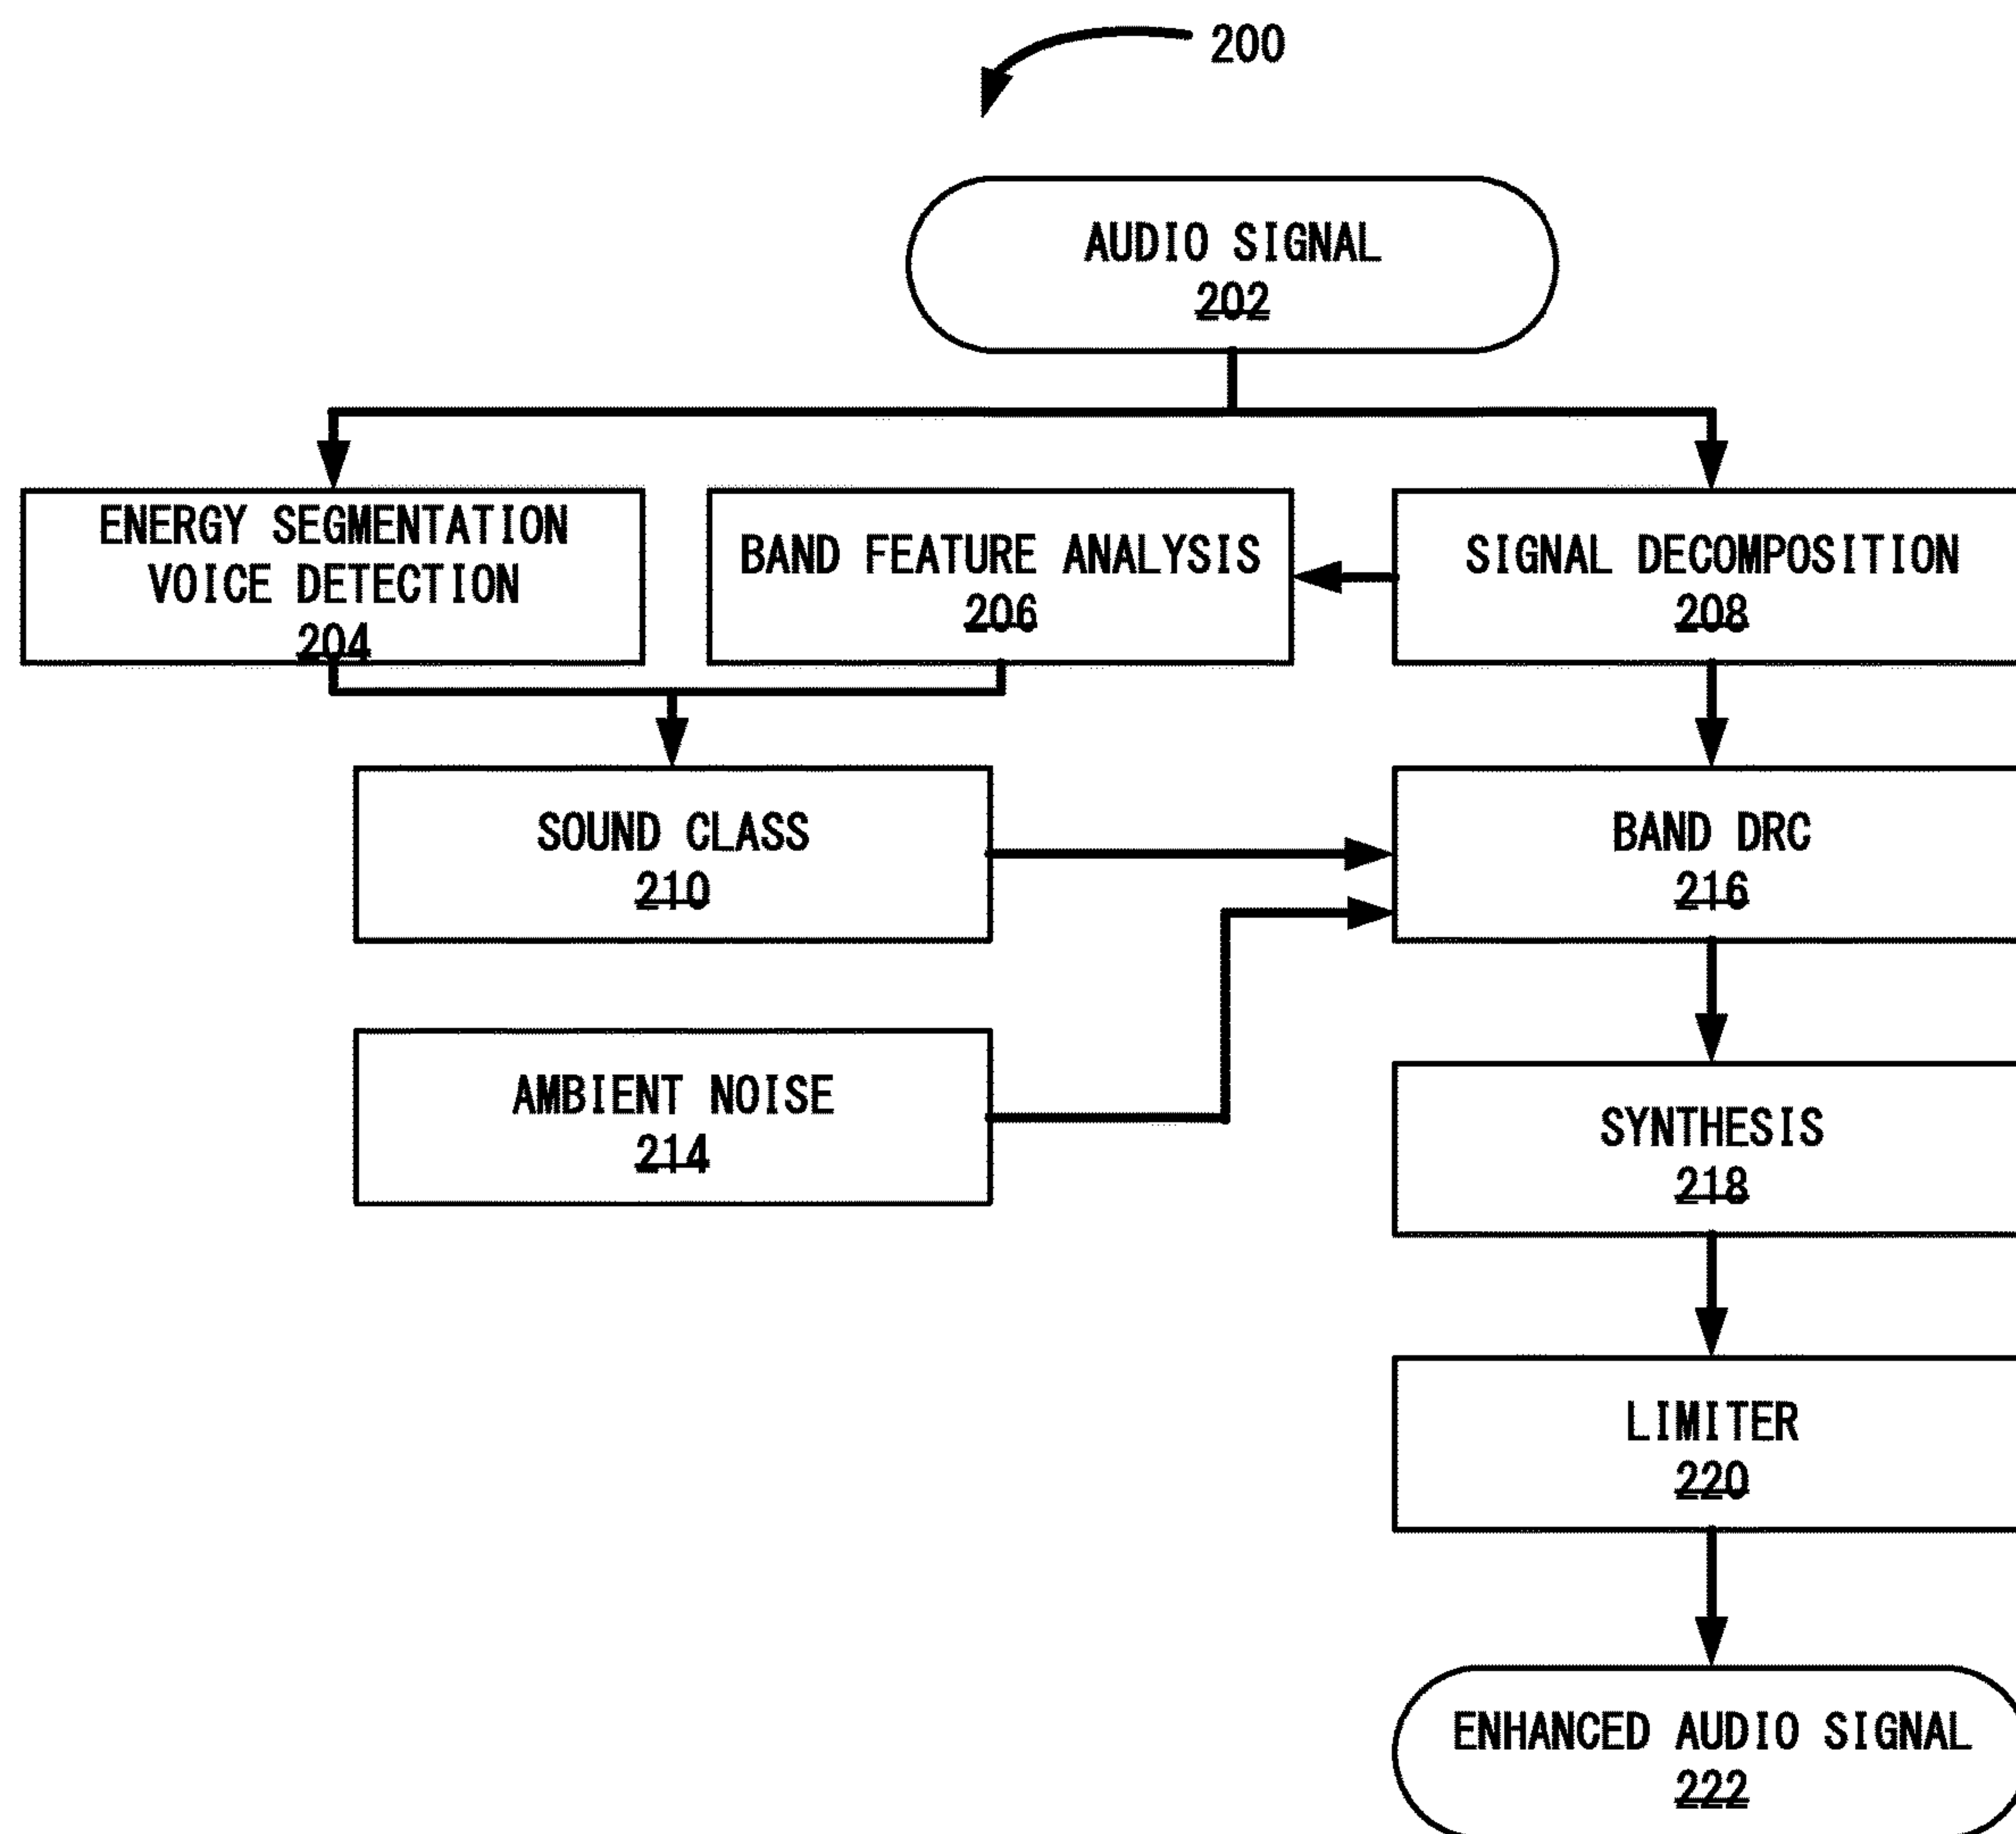 200
AUDIO SIGNAL
202
ENERGY SEGMENTATION
VOICE DETECTION
204
BAND FEATURE ANALYSIS
206
SIGNAL DECOMPOSITION
208
SOUND CLASS
210
BAND DRC
216
AMBIENT NOISE
214
SYNTHESIS
218
LIMITER
220
ENHANCED AUDIO SIGNAL
222